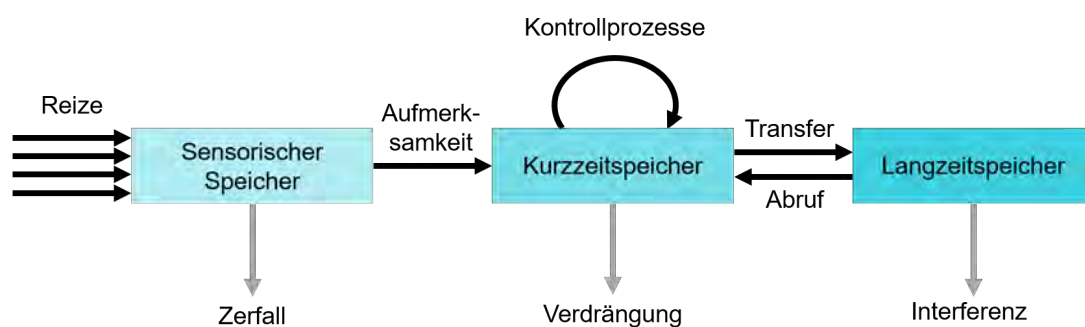 Kontrollprozesse
Reize
Aufmerk-
samkeit
Transfer
Sensorischer
Speicher
Kurzzeitspeicher
Langzeitspeicher
Abruf
Zerfall
Verdrängung
Interferenz